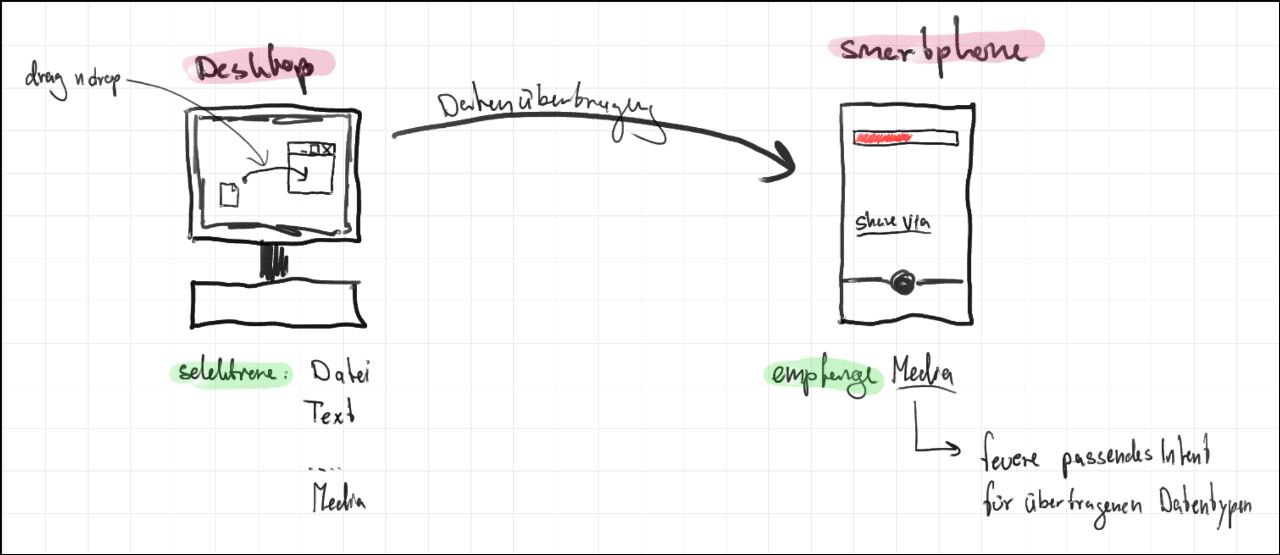 Desktop
drag n drop
Datenübertragung
Smartphone
Share via
selektiere: Datei
Text
....
Media
empfange Media
feuere passendes Intent
für übertragenen Datentypen